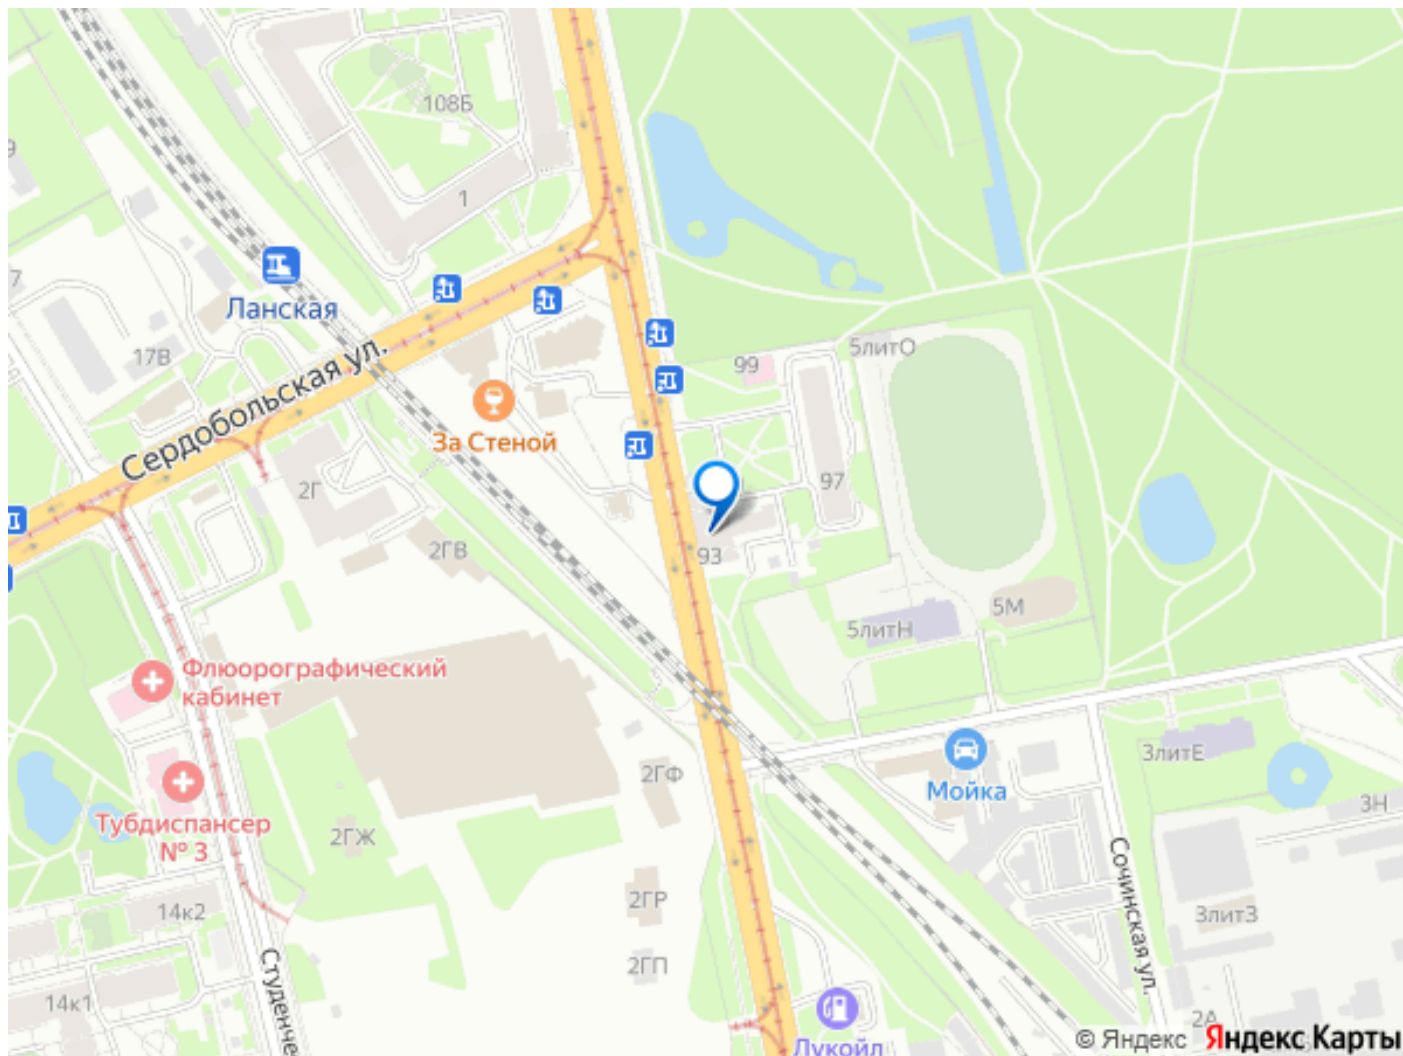 108Б
9
1
7
Ланская
17В
Сердобольская ул.
5литО
99
За Стеной
97
2Г
2ГВ
93
5М
5литН
Флюорографический
кабинет
3литЕ
2ГФ
Мойка
3Н
Тубдиспансер
№ 3
2ГЖ
Сочинская ул.
14к2
2ГР
3литЗ
Студенче
2ГП
14к1
2А
Лукойл
© Яндекс Яндекс Карты